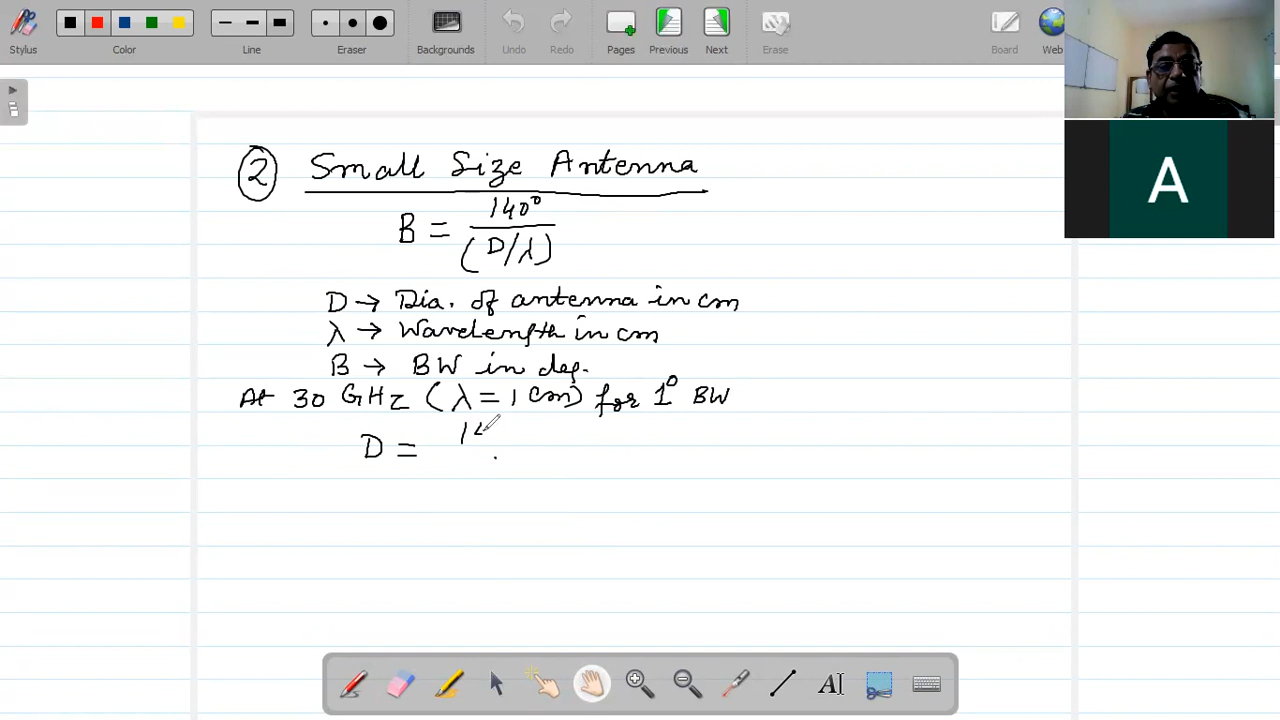 Stylus
Color
Line
Eraser
Backgrounds
Undo
Redo
Pages
Previous
Next
Erase
Board
Web
A
② Small Size Antenna
B = 140° / (D/λ)
D → Dia. of antenna in cm
λ → Wavelength in cm
B → BW in deg.
At 30 GHz (λ = 1 cm) for 1° BW
D = 14